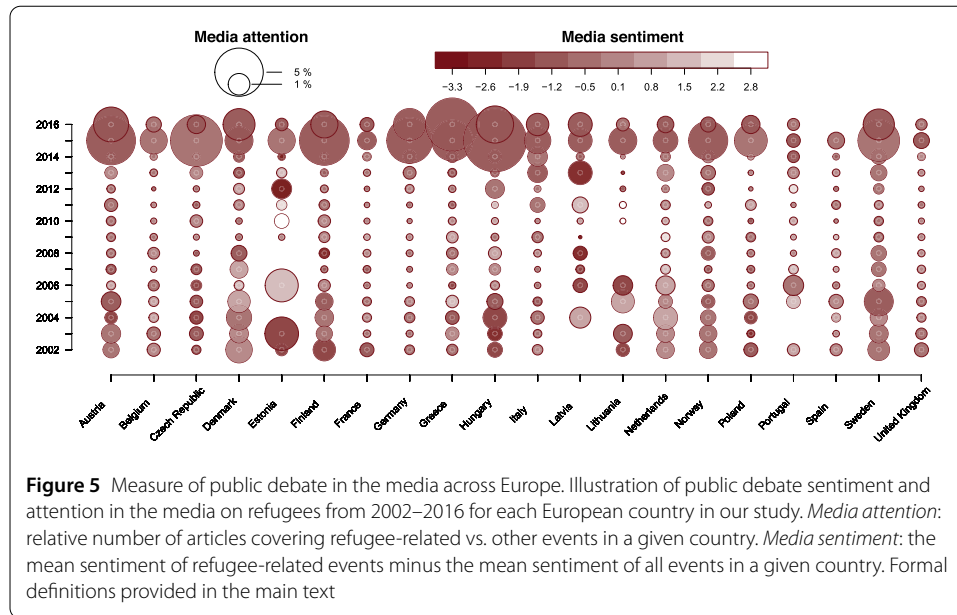 Media attention
5 %
1 %
Media sentiment
−3.3 −2.6 −1.9 −1.2 −0.5 0.1 0.8 1.5 2.2 2.8
2016
2014
2012
2010
2008
2006
2004
2002
Austria
Belgium
Czech Republic
Denmark
Estonia
Finland
France
Germany
Greece
Hungary
Italy
Latvia
Lithuania
Netherlands
Norway
Poland
Portugal
Spain
Sweden
United Kingdom
Figure 5 Measure of public debate in the media across Europe. Illustration of public debate sentiment and
attention in the media on refugees from 2002–2016 for each European country in our study. Media attention:
relative number of articles covering refugee-related vs. other events in a given country. Media sentiment: the
mean sentiment of refugee-related events minus the mean sentiment of all events in a given country. Formal
definitions provided in the main text